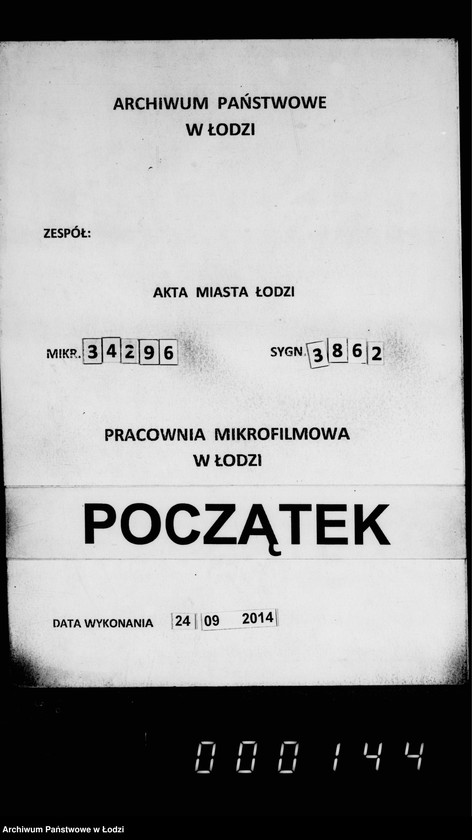 ARCHIWUM PAŃSTWOWE
W ŁODZI
ZESPÓŁ:
AKTA MIASTA ŁODZI
MIKR. 34296 SYGN. 3862
PRACOWNIA MIKROFILMOWA
W ŁODZI
POCZĄTEK
DATA WYKONANIA 24 09 2014
000144
Archiwum Państwowe w Łodzi